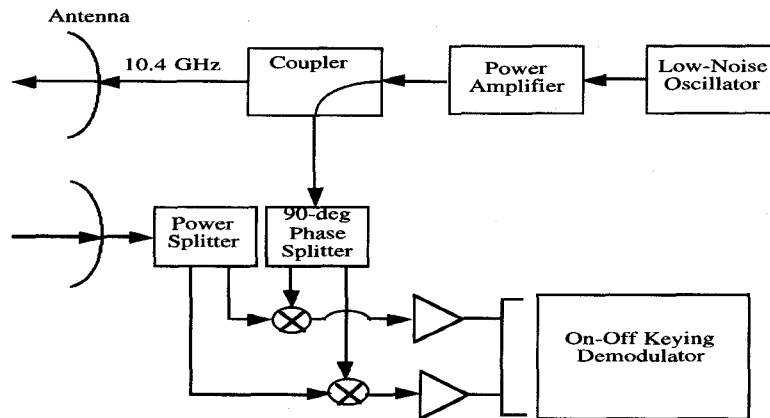 Antenna
10.4 GHz
Coupler
Power
Amplifier
Low-Noise
Oscillator
Power
Splitter
90-deg
Phase
Splitter
On-Off Keying
Demodulator